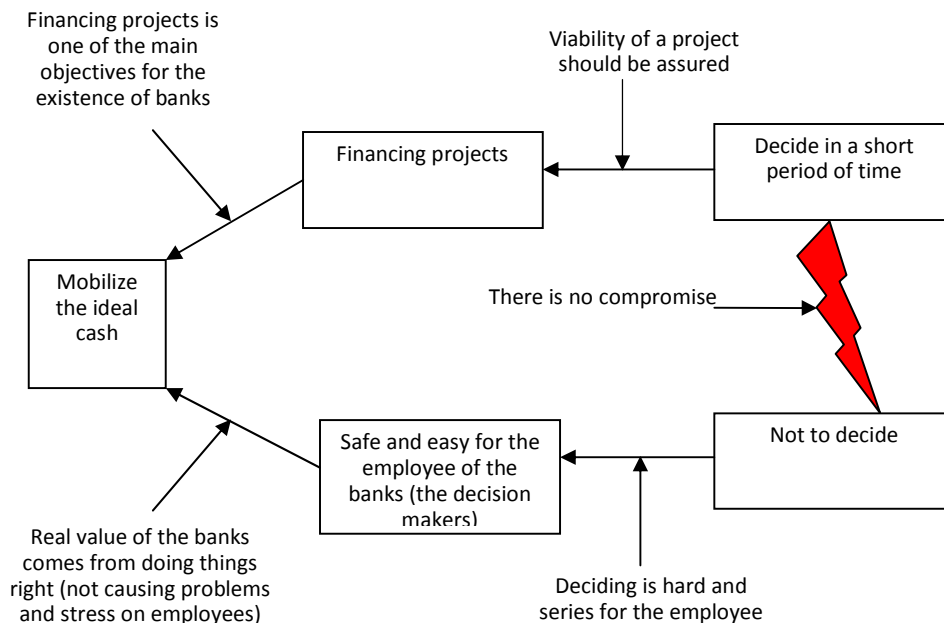 Financing projects is
one of the main
objectives for the
existence of banks
Viability of a project
should be assured
Financing projects
Decide in a short
period of time
Mobilize
the ideal
cash
There is no compromise
Safe and easy for the
employee of the
banks (the decision
makers)
Not to decide
Real value of the banks
comes from doing things
right (not causing problems
and stress on employees)
Deciding is hard and
series for the employee